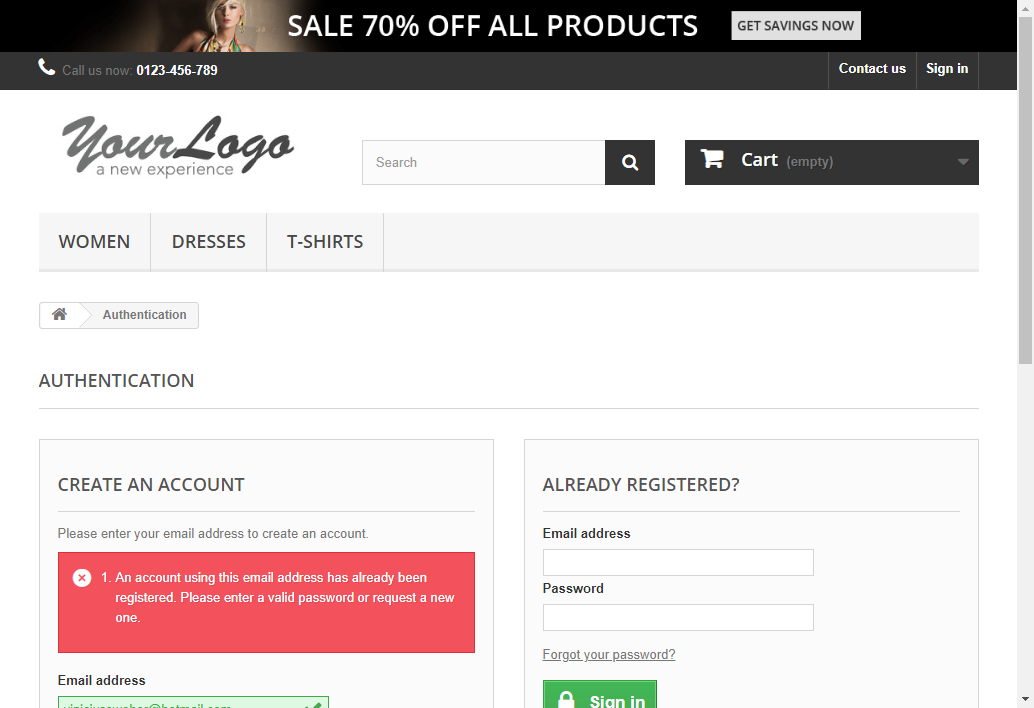 SALE 70% OFF ALL PRODUCTS
GET SAVINGS NOW
Call us now: 0123-456-789
Contact us
Sign in
YourLogo
a new experience
Search
Cart (empty)
WOMEN
DRESSES
T-SHIRTS
Authentication
AUTHENTICATION
CREATE AN ACCOUNT
Please enter your email address to create an account.
1. An account using this email address has already been
registered. Please enter a valid password or request a new
one.
Email address
ALREADY REGISTERED?
Email address
Password
Forgot your password?
Sign in